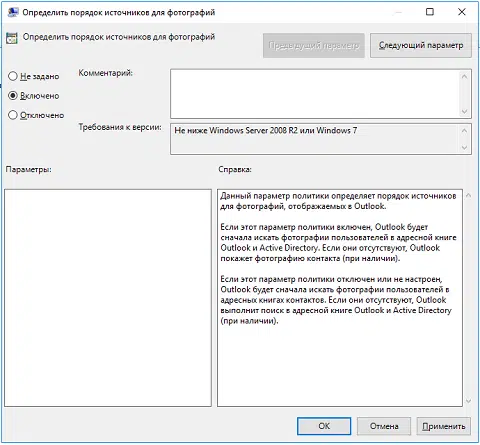 Определить порядок источников для фотографий
Определить порядок источников для фотографий
Предыдущий параметр
Следующий параметр
Не задано
Комментарий:
Включено
Отключено
Требования к версии:
Не ниже Windows Server 2008 R2 или Windows 7
Параметры:
Справка:
Данный параметр политики определяет порядок источников
для фотографий, отображаемых в Outlook.
Если этот параметр политики включен, Outlook будет
сначала искать фотографии пользователей в адресной книге
Outlook и Active Directory. Если они отсутствуют, Outlook
покажет фотографию контакта (при наличии).
Если этот параметр политики отключен или не настроен,
Outlook будет сначала искать фотографии пользователей в
адресных книгах контактов. Если они отсутствуют, Outlook
выполнит поиск в адресной книге Outlook и Active Directory
(при наличии).
ОК
Отмена
Применить